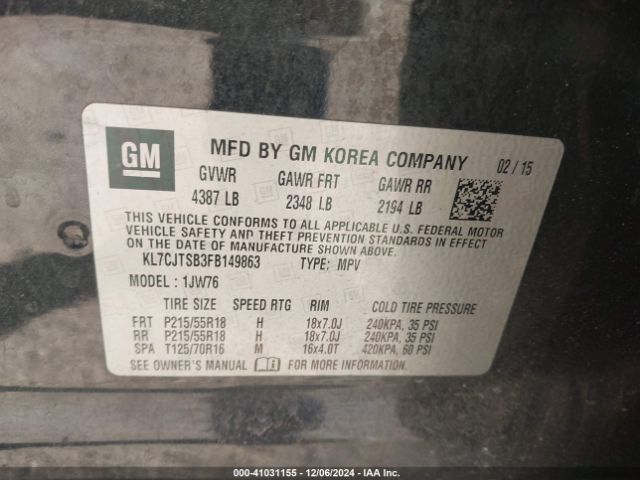 GM
MFD BY GM KOREA COMPANY 02 / 15
GVWR GAWR FRT GAWR RR
4387 LB 2348 LB 2194 LB
THIS VEHICLE CONFORMS TO ALL APPLICABLE U.S. FEDERAL MOTOR
VEHICLE SAFETY AND THEFT PREVENTION STANDARDS IN EFFECT
ON THE DATE OF MANUFACTURE SHOWN ABOVE.
KL7CJTSB3FB149863 TYPE: MPV
MODEL : 1JW76
TIRE SIZE SPEED RTG RIM COLD TIRE PRESSURE
FRT P215/55R18 H 18x7.0J 240KPA, 35 PSI
RR P215/55R18 H 18x7.0J 240KPA, 35 PSI
SPA T125/70R16 M 16x4.0T 420KPA, 60 PSI
SEE OWNER'S MANUAL FOR MORE INFORMATION.
000-41031155 - 12/06/2024 - IAA Inc.